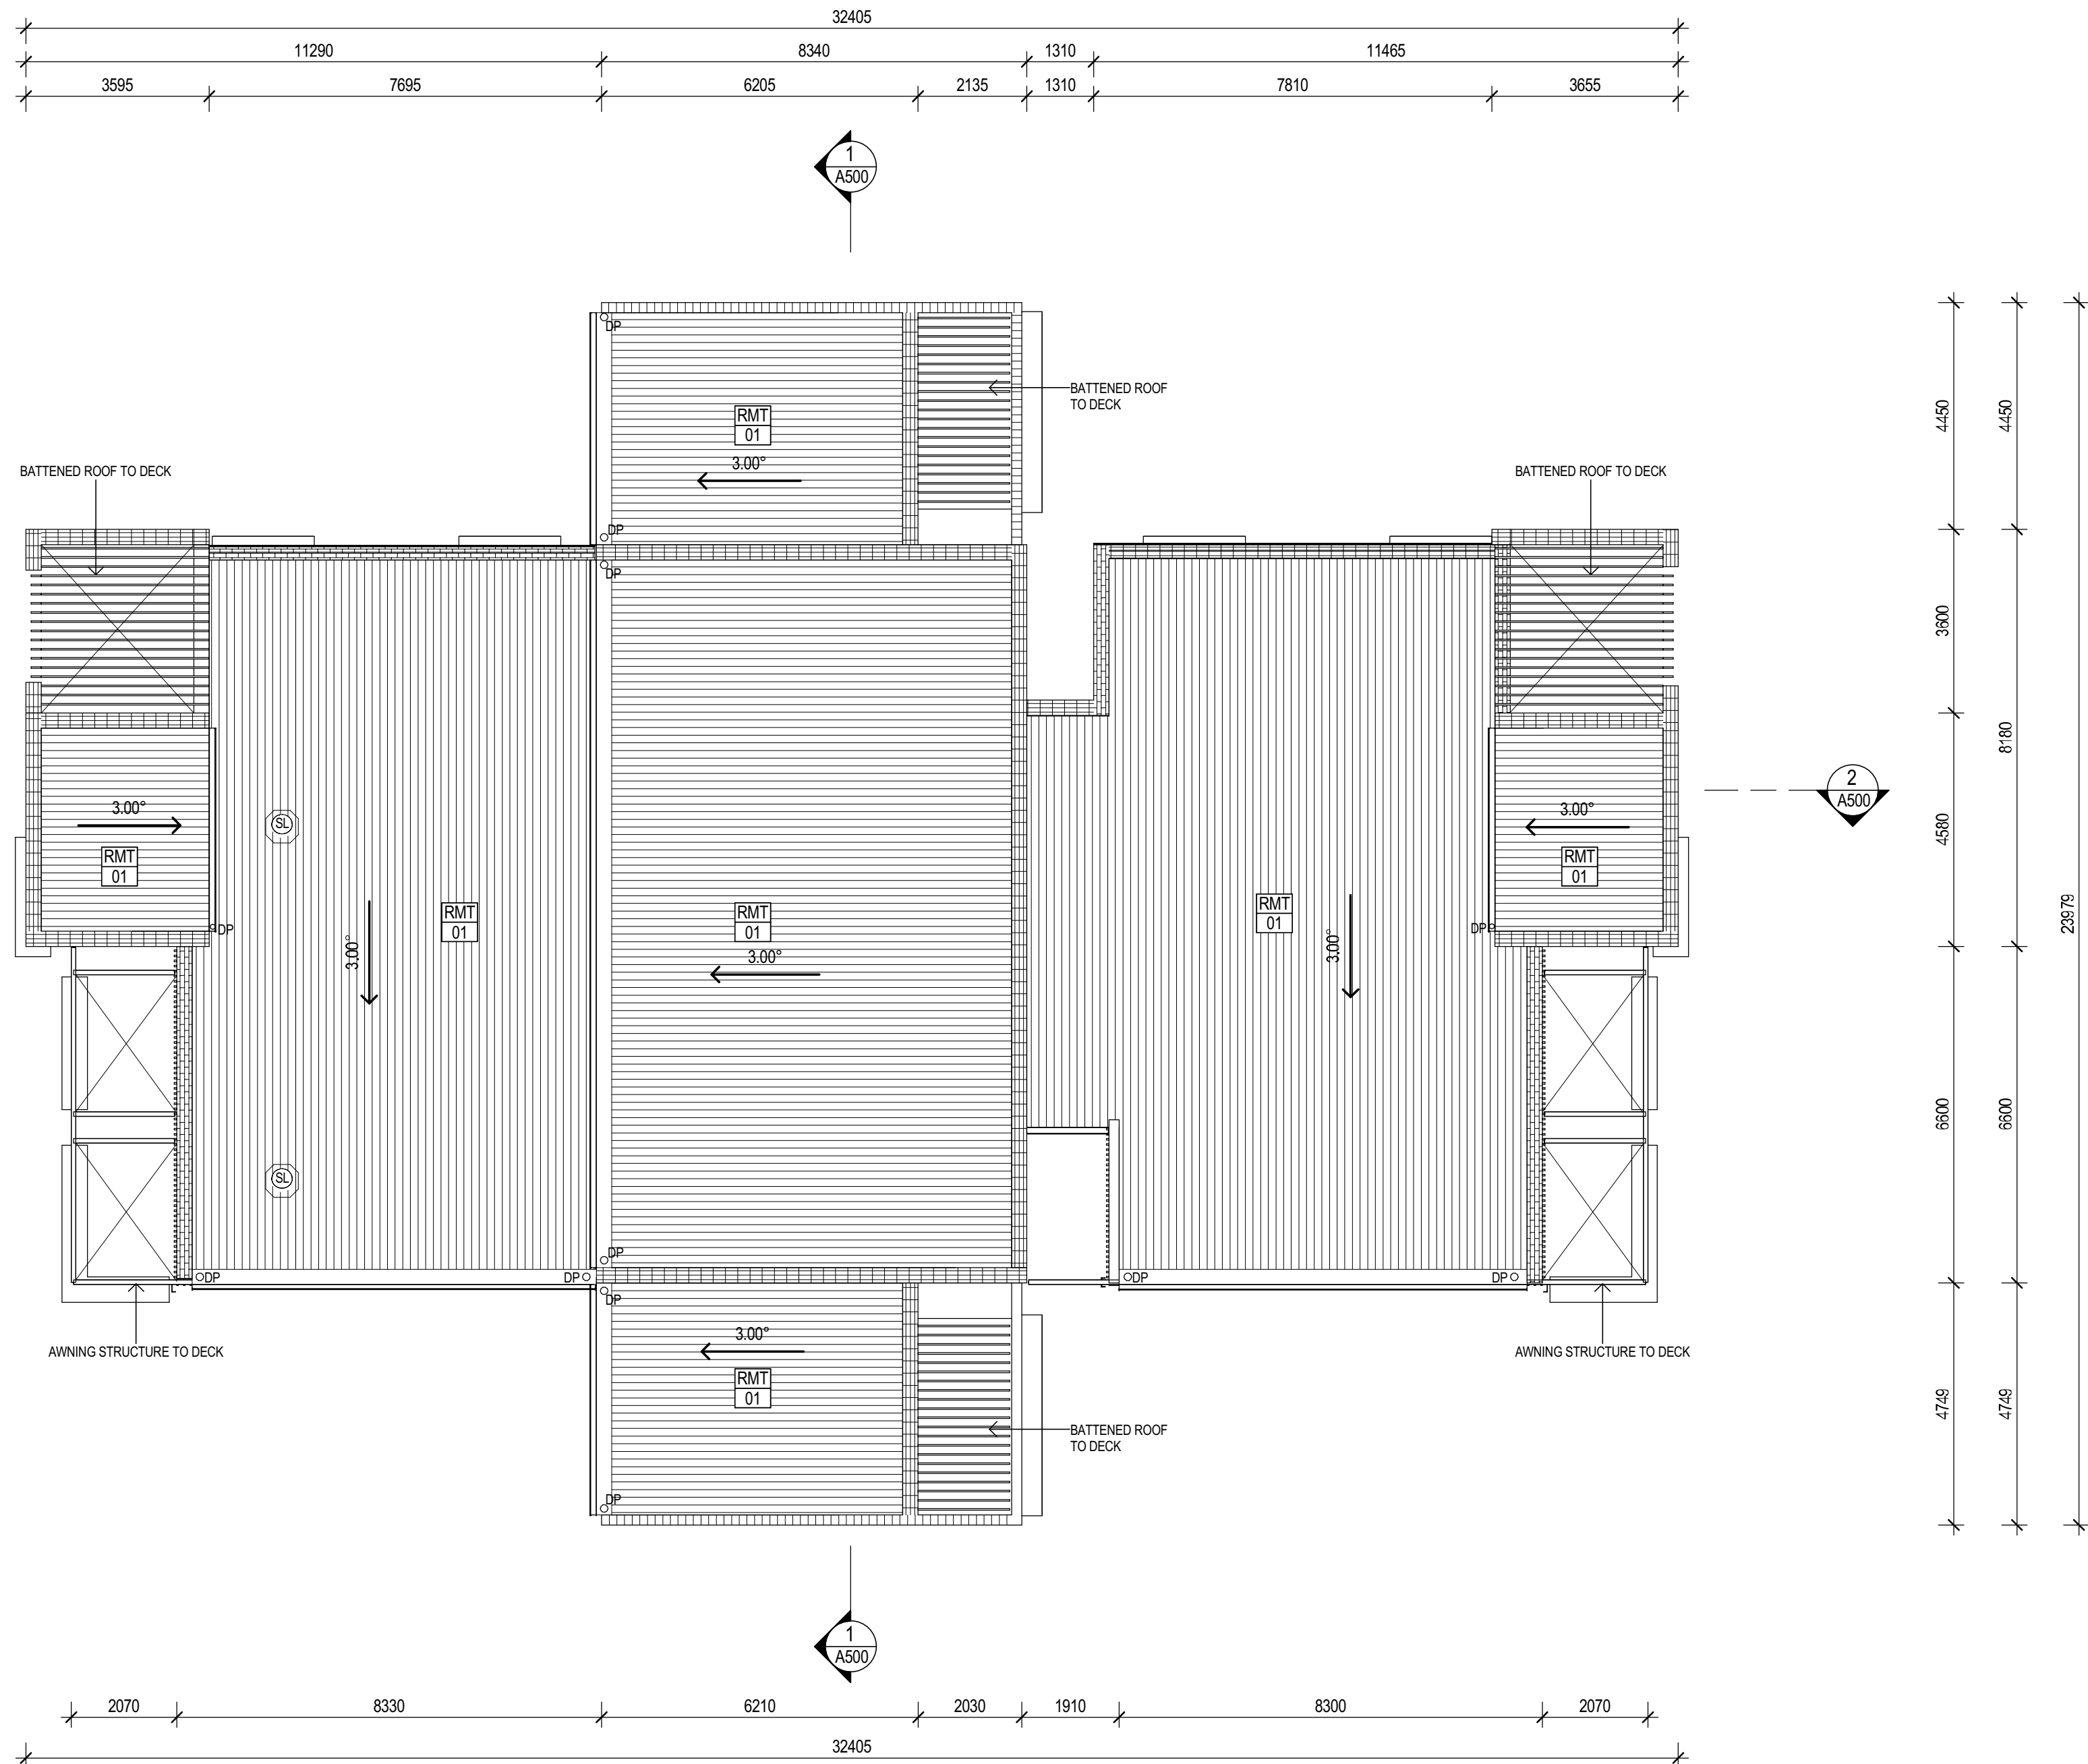 32405
11290 8340 1310 11465
3595 7695 6205 2135 1310 7810 3655
1
A500
DP
BATTENED ROOF
TO DECK
RMT
01
3.00°
DP
BATTENED ROOF TO DECK
BATTENED ROOF TO DECK
DP
3.00°
RMT
01
SL
3.00°
RMT
01
RMT
01
3.00°
RMT
01
3.00°
3.00°
RMT
01
DP
DP
2
A500
SL
DP
DP
DP
DP
DP
DP
AWNING STRUCTURE TO DECK
3.00°
RMT
01
AWNING STRUCTURE TO DECK
BATTENED ROOF
TO DECK
DP
4450
3600
4580
6600
4749
4450
8180
6600
4749
23979
1
A500
2070 8330 6210 2030 1910 8300 2070
32405